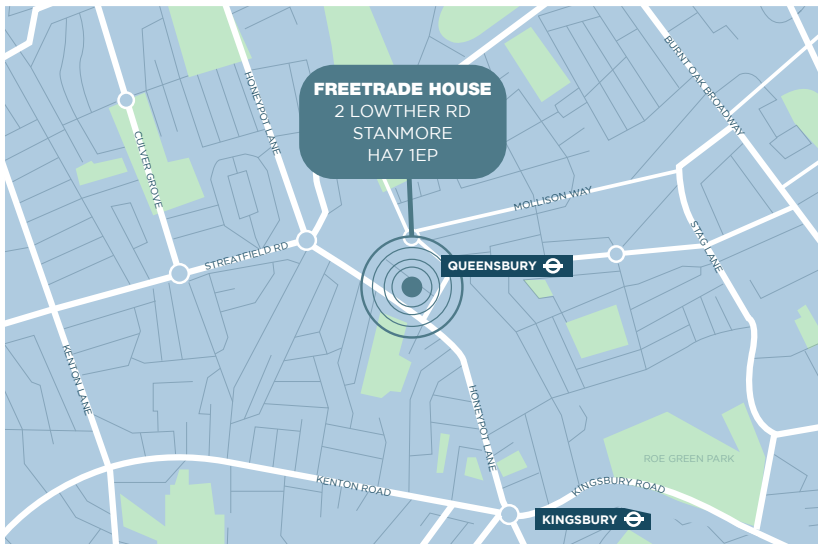 BURNT OAK BROADWAY
HONEYPOT LANE
FREETRADE HOUSE
2 LOWTHER RD
STANMORE
HA7 1EP
CULVER GROVE
MOLLISON WAY
STAG LANE
STREATFIELD RD
QUEENSBURY
KENTON LANE
HONEYPOT LANE
ROE GREEN PARK
KENTON ROAD
KINGSBURY ROAD
KINGSBURY